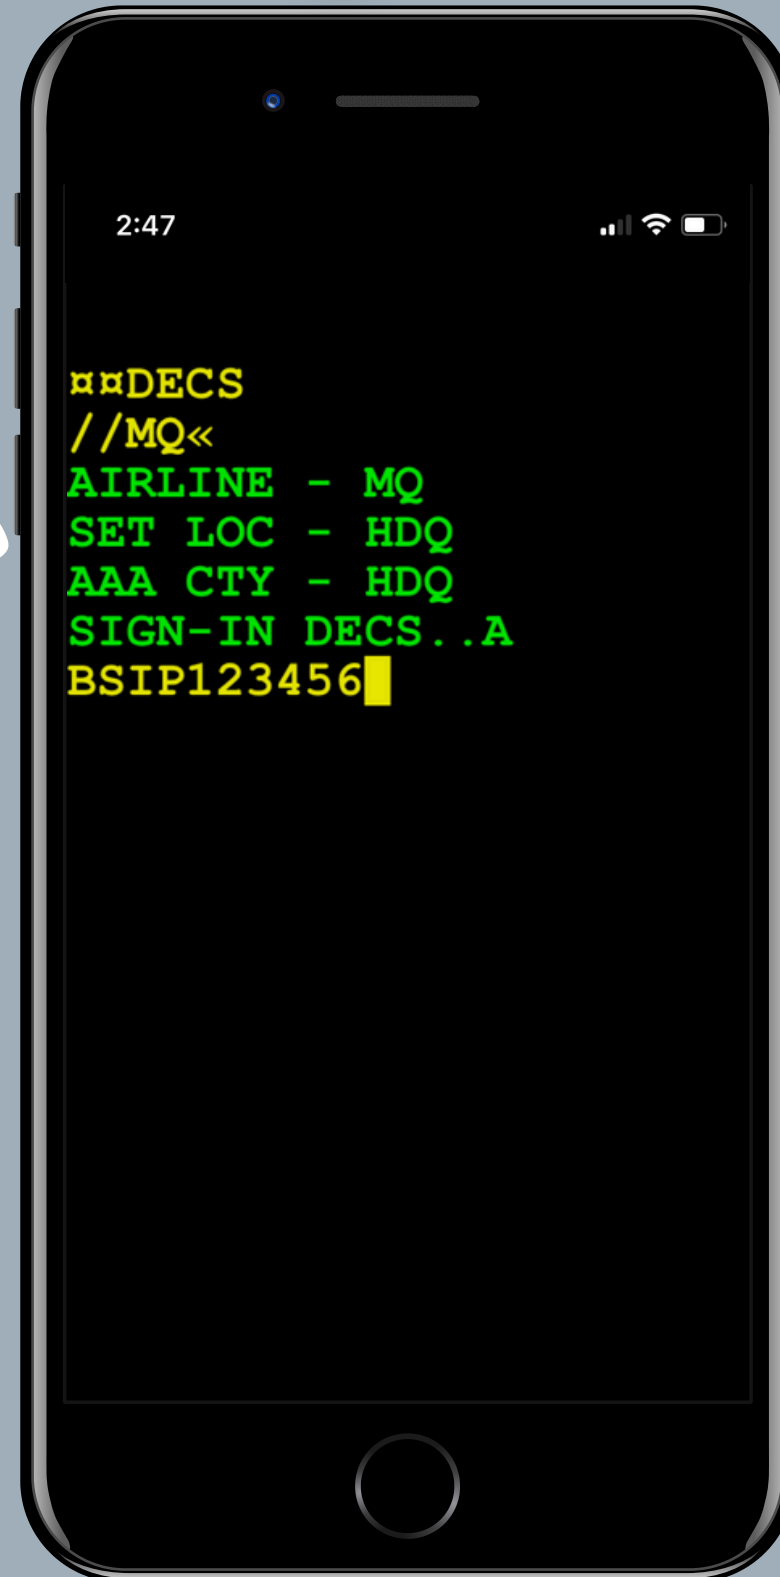 2:47
¤¤DECS
//MQ«
AIRLINE - MQ
SET LOC - HDQ
AAA CTY - HDQ
SIGN-IN DECS..A
BSIP123456